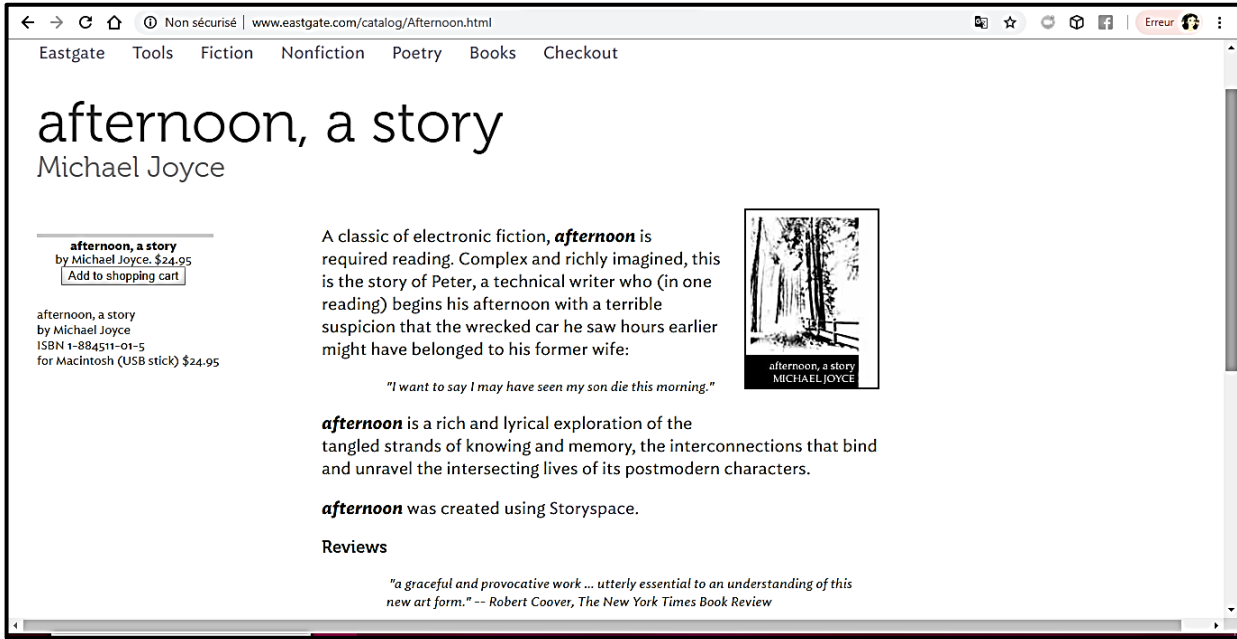 Non sécurisé | www.eastgate.com/catalog/Afternoon.html
Erreur
Eastgate Tools Fiction Nonfiction Poetry Books Checkout
afternoon, a story
Michael Joyce
afternoon, a story
by Michael Joyce. $24.95
Add to shopping cart
afternoon, a story
by Michael Joyce
ISBN 1-884511-01-5
for Macintosh (USB stick) $24.95
A classic of electronic fiction, afternoon is
required reading. Complex and richly imagined, this
is the story of Peter, a technical writer who (in one
reading) begins his afternoon with a terrible
suspicion that the wrecked car he saw hours earlier
might have belonged to his former wife:
"I want to say I may have seen my son die this morning."
afternoon, a story
MICHAEL JOYCE
afternoon is a rich and lyrical exploration of the
tangled strands of knowing and memory, the interconnections that bind
and unravel the intersecting lives of its postmodern characters.
afternoon was created using Storyspace.
Reviews
"a graceful and provocative work ... utterly essential to an understanding of this
new art form." -- Robert Coover, The New York Times Book Review